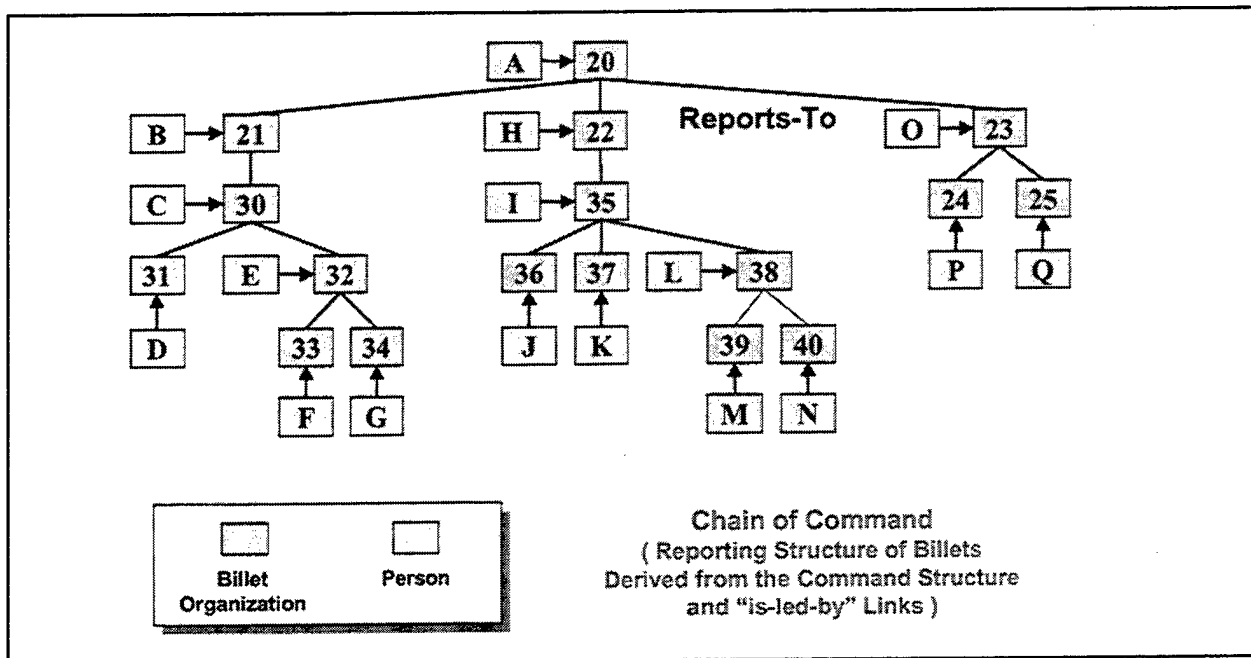 A 20
B 21 H 22 Reports-To O 23
C 30 I 35 24 25
31 E 32 36 37 L 38 P Q
D 33 34 J K 39 40
F G M N
Billet
Organization
Person
Chain of Command
( Reporting Structure of Billets
Derived from the Command Structure
and "is-led-by" Links )